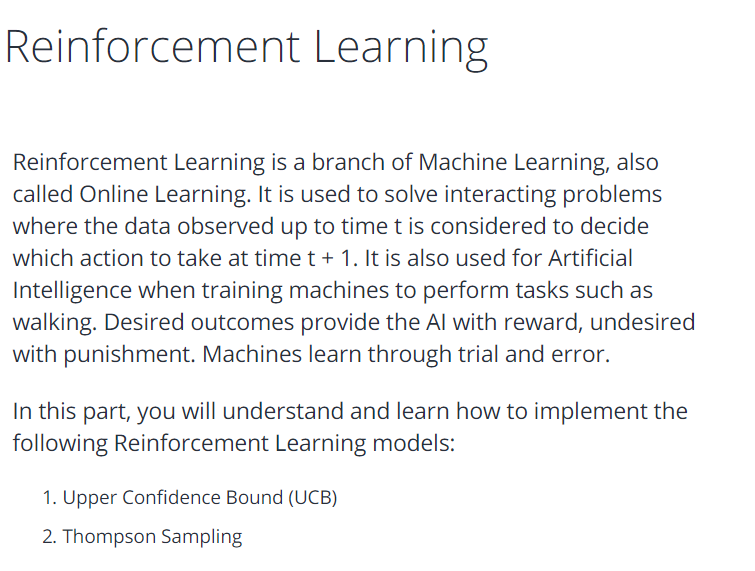 Reinforcement Learning
Reinforcement Learning is a branch of Machine Learning, also
called Online Learning. It is used to solve interacting problems
where the data observed up to time t is considered to decide
which action to take at time t + 1. It is also used for Artificial
Intelligence when training machines to perform tasks such as
walking. Desired outcomes provide the AI with reward, undesired
with punishment. Machines learn through trial and error.
In this part, you will understand and learn how to implement the
following Reinforcement Learning models:
1. Upper Confidence Bound (UCB)
2. Thompson Sampling